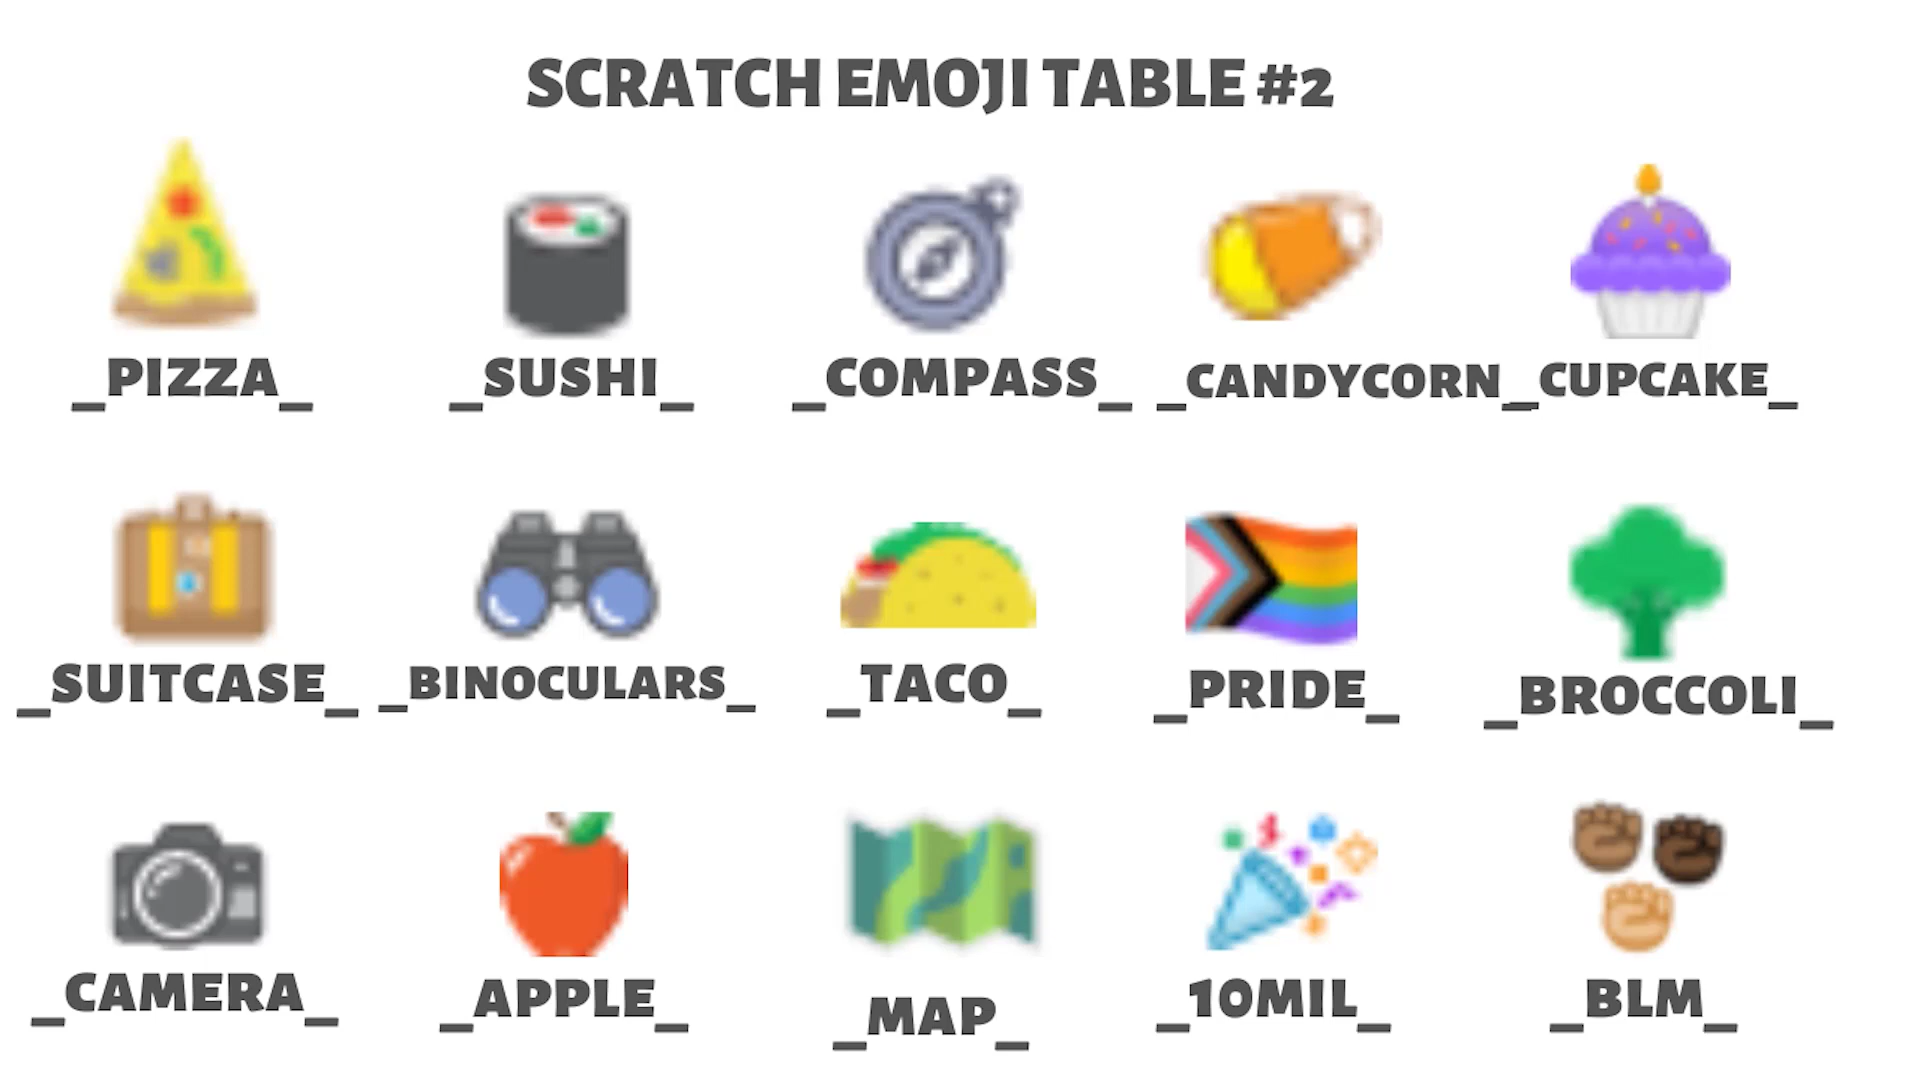 SCRATCH EMOJI TABLE #2
_PIZZA_ _SUSHI_ _COMPASS_ _CANDYCORN_ _CUPCAKE_
_SUITCASE_ _BINOCULARS_ _TACO_ _PRIDE_ _BROCCOLI_
_CAMERA_ _APPLE_ _MAP_ _10MIL_ _BLM_